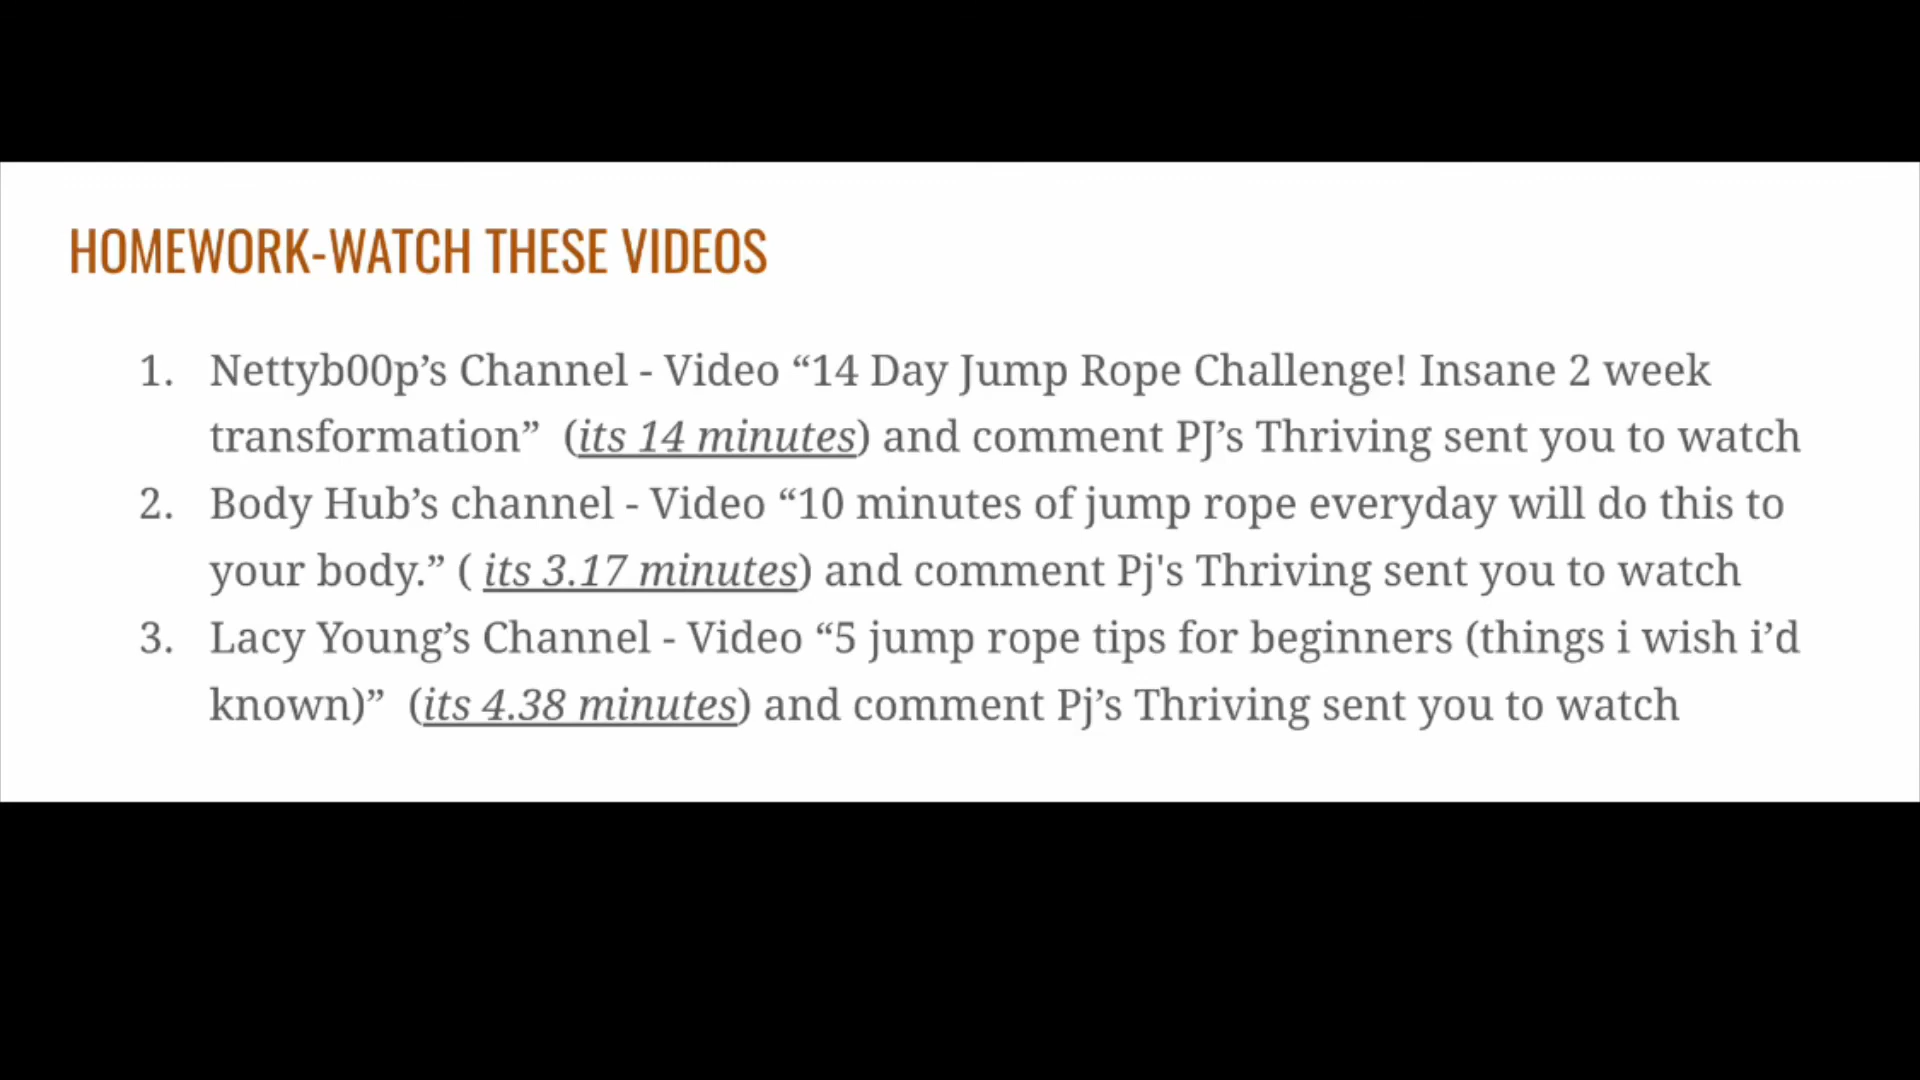 HOMEWORK-WATCH THESE VIDEOS
1. Nettyb00p’s Channel - Video “14 Day Jump Rope Challenge! Insane 2 week
transformation” (its 14 minutes) and comment PJ’s Thriving sent you to watch
2. Body Hub’s channel - Video “10 minutes of jump rope everyday will do this to
your body.” ( its 3.17 minutes) and comment Pj's Thriving sent you to watch
3. Lacy Young’s Channel - Video “5 jump rope tips for beginners (things i wish i’d
known)” (its 4.38 minutes) and comment Pj’s Thriving sent you to watch